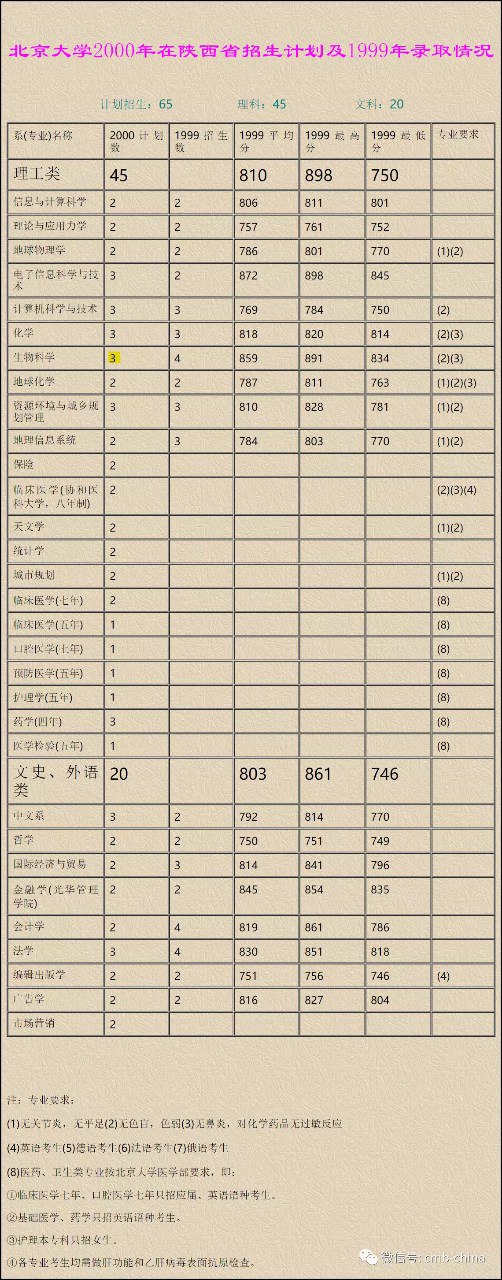 北京大学2000年在陕西省招生计划及1999年录取情况
计划招生：65 理科：45 文科：20
系(专业)名称 2000计划数 1999招生数 1999平均分 1999最高分 1999最低分 专业要求
理工类 45 810 898 750
信息与计算科学 2 2 806 811 801
理论与应用力学 2 2 757 761 752
地球物理学 2 2 786 801 770 (1)(2)
电子信息科学与技术 3 2 872 898 845
计算机科学与技术 3 3 769 784 750 (2)
化学 3 3 818 820 814 (2)(3)
生物科学 3 4 859 891 834 (2)(3)
地球化学 2 2 787 811 763 (1)(2)(3)
资源环境与城乡规划管理 3 3 810 828 781 (1)(2)
地理信息系统 2 3 784 803 770 (1)(2)
保险 2
临床医学(协和医科大学，八年制) 2 (2)(3)(4)
天文学 2 (1)(2)
统计学 2
城市规划 2 (1)(2)
临床医学(七年) 2 (8)
临床医学(五年) 1 (8)
口腔医学(七年) 1 (8)
预防医学(五年) 1 (8)
护理学(五年) 1 (8)
药学(四年) 3 (8)
医学检验(五年) 1 (8)
文史、外语类 20 803 861 746
中文系 3 2 792 814 770
哲学 2 2 750 751 749
国际经济与贸易 2 3 814 841 796
金融学(光华管理学院) 2 2 845 854 835
会计学 2 4 819 861 786
法学 3 4 830 851 818
编辑出版学 2 2 751 756 746 (4)
广告学 2 2 816 827 804
市场营销 2
注：专业要求：
(1)无关节炎，无平足(2)无色盲，色弱(3)无鼻炎，对化学药品无过敏反应
(4)英语考生(5)德语考生(6)法语考生(7)俄语考生
(8)医药、卫生类专业按北京大学医学部要求，即：
①临床医学七年、口腔医学七年只招应届、英语语种考生。
②基础医学、药学只招英语语种考生。
③护理本专科只招女生。
④各专业考生均需做肝功能和乙肝病毒表面抗原检查。
微信号: cmb-china